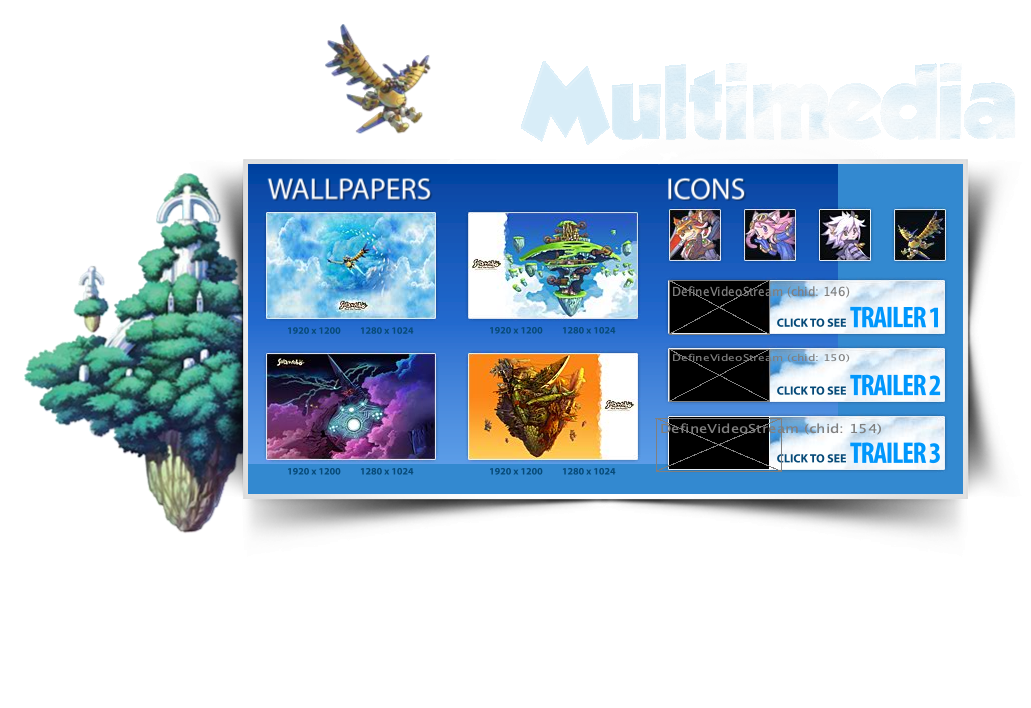 Multimedia
WALLPAPERS
1920 x 1200 1280 x 1024
1920 x 1200 1280 x 1024
1920 x 1200 1280 x 1024
1920 x 1200 1280 x 1024
ICONS
DefineVideoStream (chid: 146)
CLICK TO SEE TRAILER 1
DefineVideoStream (chid: 150)
CLICK TO SEE TRAILER 2
DefineVideoStream (chid: 154)
CLICK TO SEE TRAILER 3